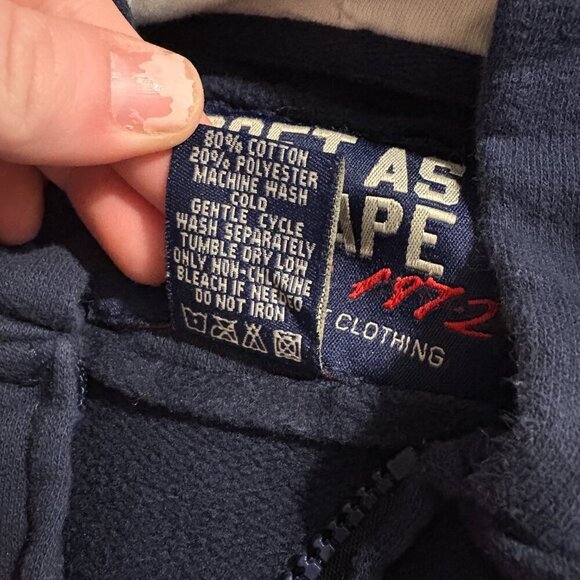 80% COTTON
20% POLYESTER
MACHINE WASH
COLD
GENTLE CYCLE
WASH SEPARATELY
TUMBLE DRY LOW
ONLY NON-CHLORINE
BLEACH IF NEEDED
DO NOT IRON
AS
1972
CLOTHING